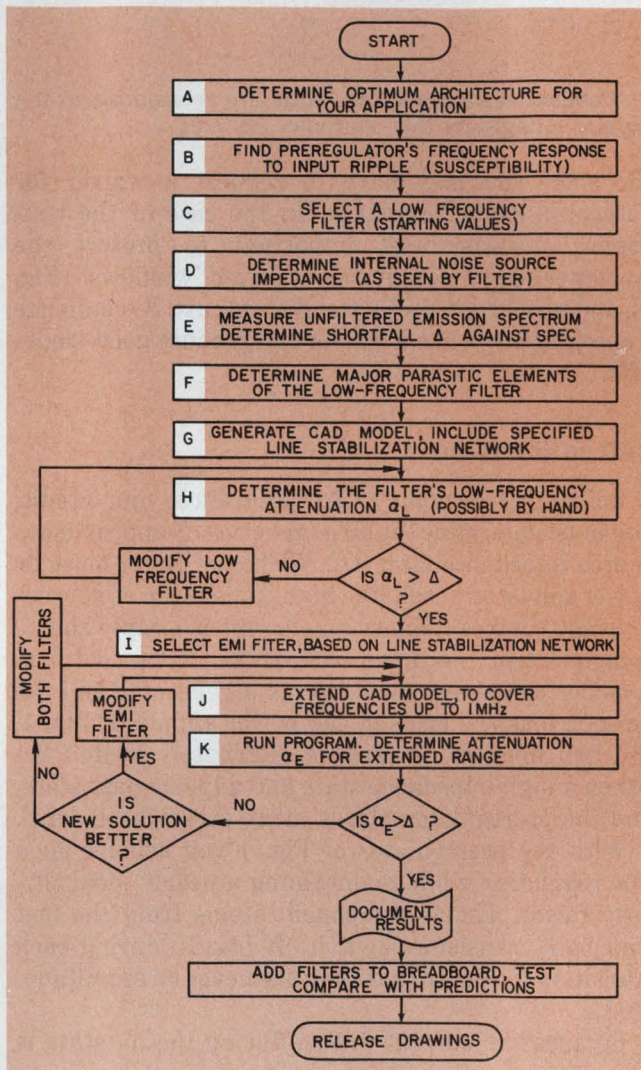 START
A DETERMINE OPTIMUM ARCHITECTURE FOR
YOUR APPLICATION
B FIND PREREGULATOR'S FREQUENCY RESPONSE
TO INPUT RIPPLE (SUSCEPTIBILITY)
C SELECT A LOW FREQUENCY
FILTER (STARTING VALUES)
D DETERMINE INTERNAL NOISE SOURCE
IMPEDANCE (AS SEEN BY FILTER)
E MEASURE UNFILTERED EMISSION SPECTRUM
DETERMINE SHORTFALL Δ AGAINST SPEC
F DETERMINE MAJOR PARASITIC ELEMENTS
OF THE LOW-FREQUENCY FILTER
G GENERATE CAD MODEL, INCLUDE SPECIFIED
LINE STABILIZATION NETWORK
H DETERMINE THE FILTER'S LOW-FREQUENCY
ATTENUATION αL (POSSIBLY BY HAND)
MODIFY LOW
FREQUENCY
FILTER
NO
IS αL > Δ
?
YES
I SELECT EMI FITER, BASED ON LINE STABILIZATION NETWORK
MODIFY
BOTH FILTERS
MODIFY
EMI
FILTER
J EXTEND CAD MODEL, TO COVER
FREQUENCIES UP TO 1MHz
K RUN PROGRAM. DETERMINE ATTENUATION
αE FOR EXTENDED RANGE
NO
YES
IS
NEW SOLUTION
BETTER
?
NO
IS αE>Δ ?
YES
DOCUMENT
RESULTS
ADD FILTERS TO BREADBOARD, TEST
COMPARE WITH PREDICTIONS
RELEASE DRAWINGS